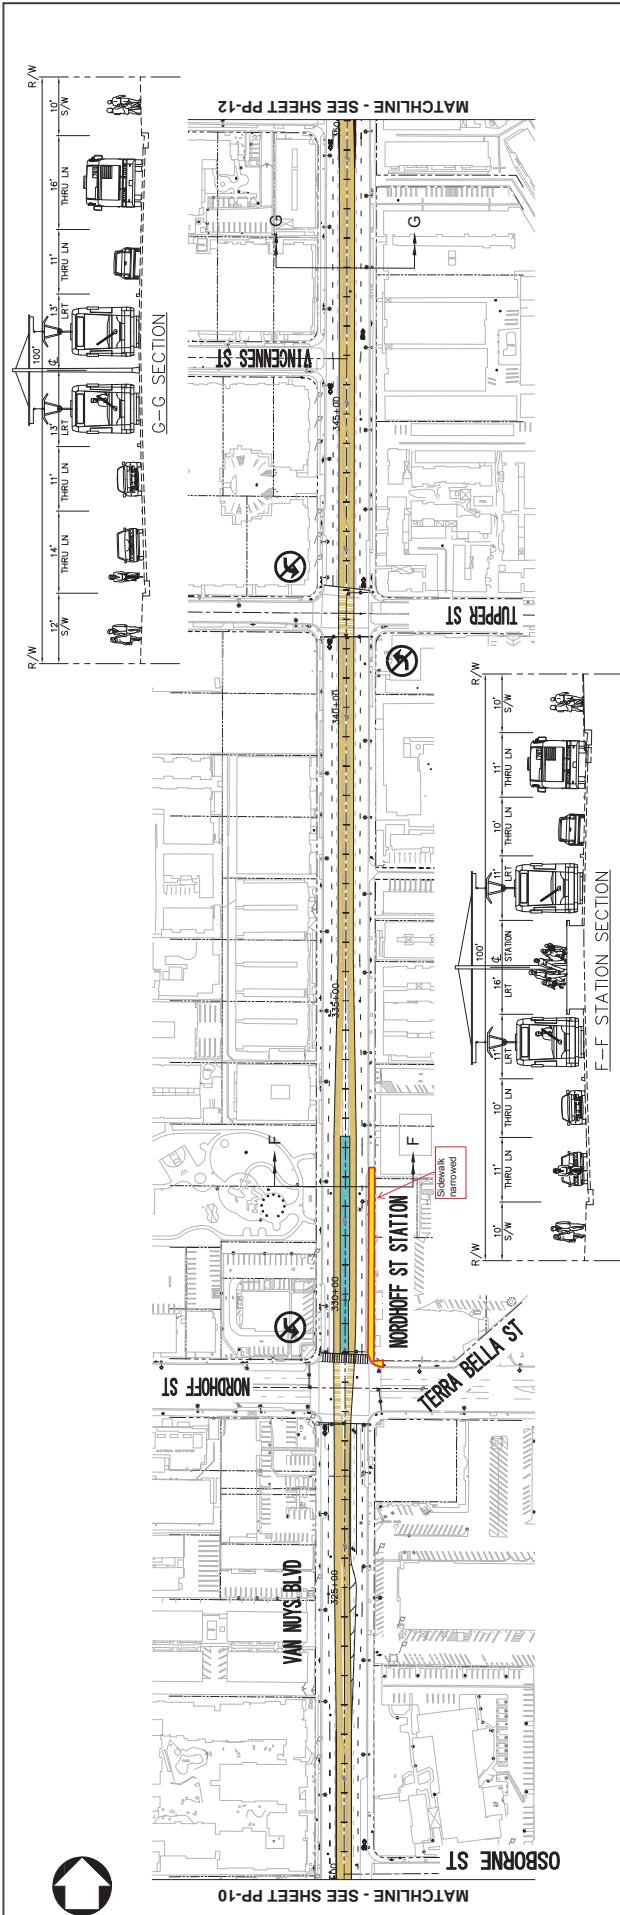 MATCHLINE - SEE SHEET PP-12
R/W
10'
S/W
16'
THRU LN
11'
THRU LN
13'
LRT
100'
℄
13'
LRT
11'
THRU LN
14'
THRU LN
12'
S/W
R/W
G-G SECTION
G
G
350
VINCENNES ST
345+00
TUPPER ST
340+00
335+00
F
F
Sidewalk
narrowed
NORDHOFF ST STATION
330+00
NORDHOFF ST
TERRA BELLA ST
R/W
10'
S/W
11'
THRU LN
10'
THRU LN
11'
LRT
100'
℄
STATION
16'
LRT
11'
LRT
10'
THRU LN
11'
THRU LN
10'
S/W
R/W
F-F STATION SECTION
VAN NUYS BLVD
325+00
OSBORNE ST
MATCHLINE - SEE SHEET PP-10